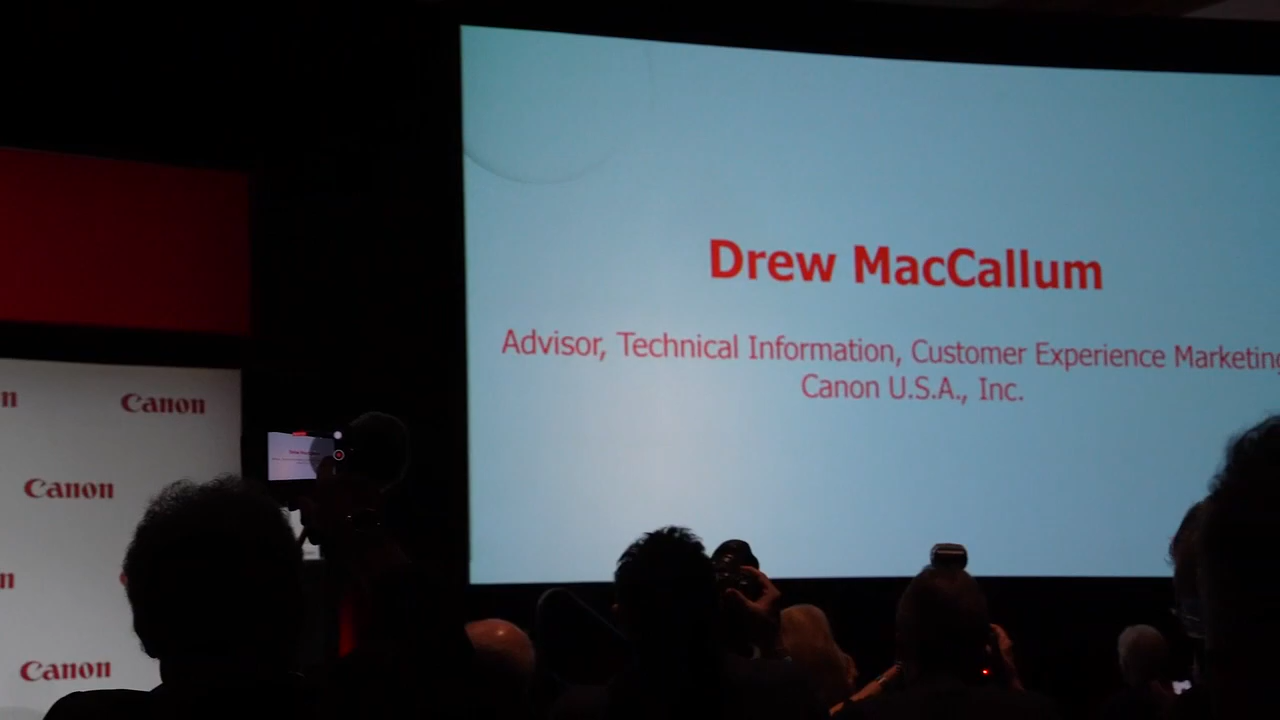 Drew MacCallum
Advisor, Technical Information, Customer Experience Marketing
Canon U.S.A., Inc.
Canon
Canon
Canon